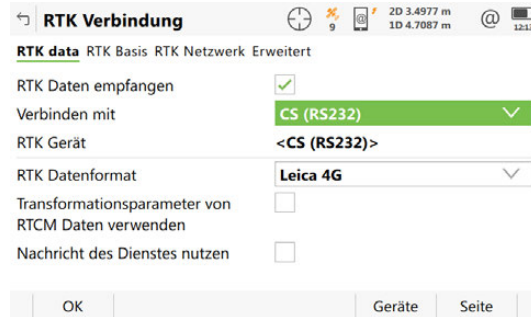 RTK Verbindung
9
@
2D 3.4977 m
1D 4.7087 m
@
RTK data RTK Basis RTK Netzwerk Erweitert
RTK Daten empfangen
Verbinden mit CS (RS232)
RTK Gerät <CS (RS232)>
RTK Datenformat Leica 4G
Transformationsparameter von
RTCM Daten verwenden
Nachricht des Dienstes nutzen
OK Geräte Seite